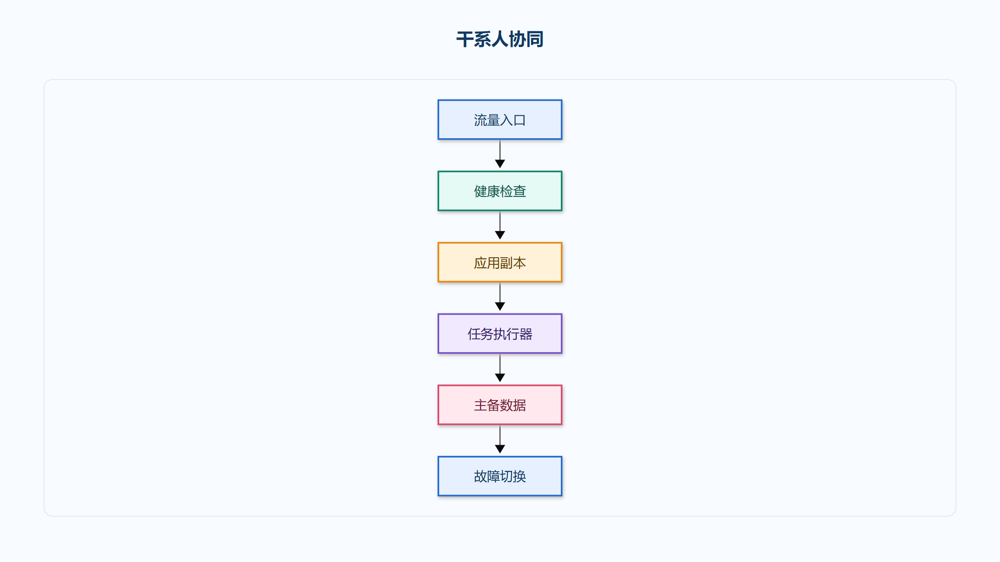 干系人协同
流量入口
健康检查
应用副本
任务执行器
主备数据
故障切换